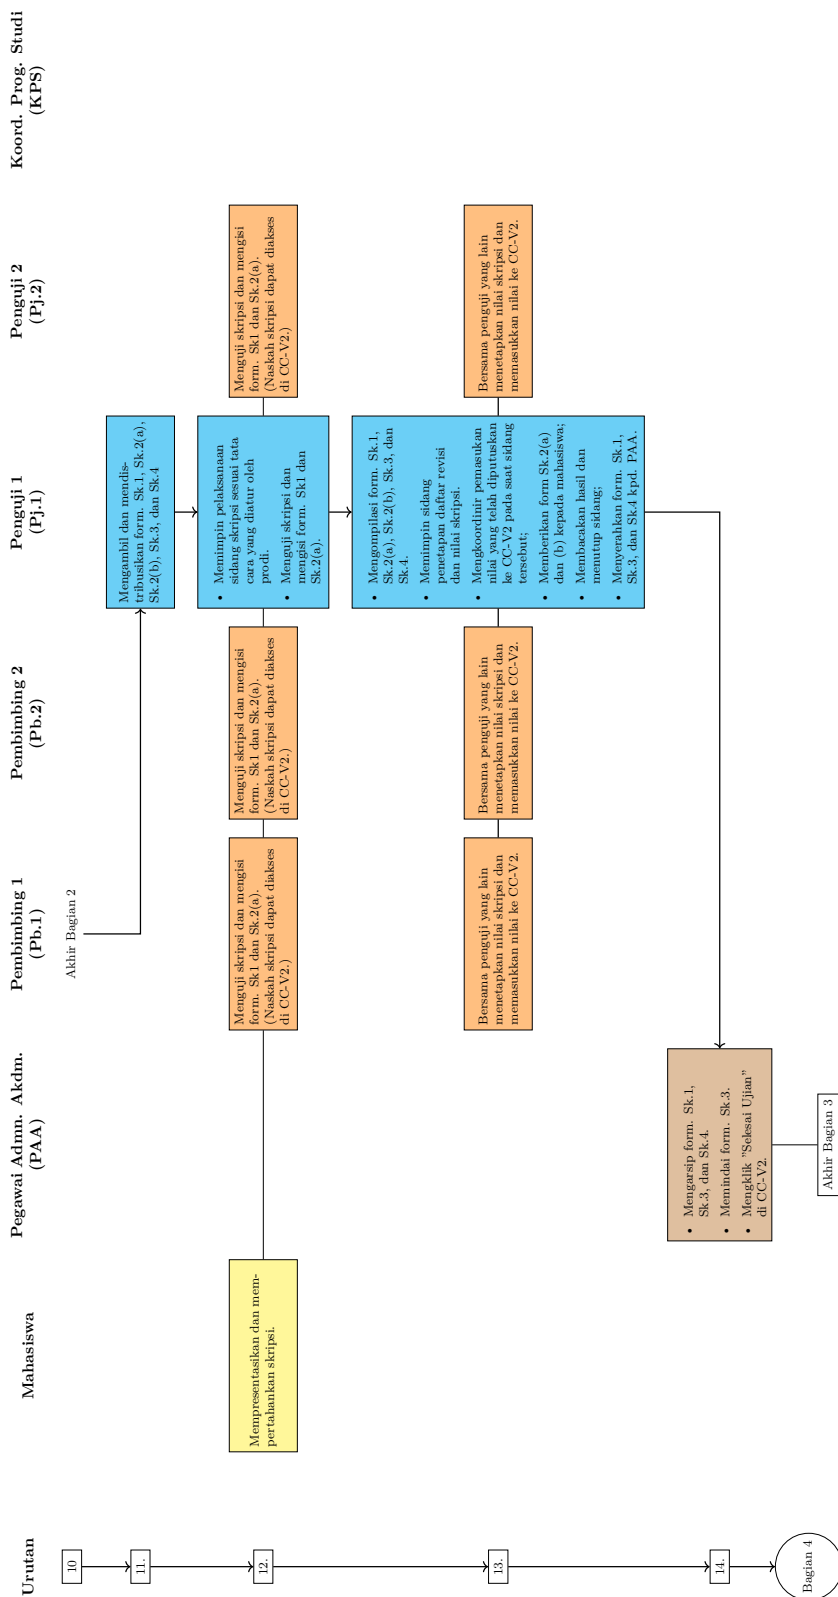 Urutan
Mahasiswa
Pegawai Admn. Akdm.
(PAA)
Pembimbing 1
(Pb.1)
Pembimbing 2
(Pb.2)
Penguji 1
(Pj.1)
Penguji 2
(Pj.2)
Koord. Prog. Studi
(KPS)
10
Akhir Bagian 2
11.
Mengambil dan mendis-
tribusikan form. Sk.1, Sk.2(a),
Sk.2(b), Sk.3, dan Sk.4
12.
Mempresentasikan dan mem-
pertahankan skripsi.
Menguji skripsi dan mengisi
form. Sk1 dan Sk.2(a).
(Naskah skripsi dapat diakses
di CC-V2.)
Menguji skripsi dan mengisi
form. Sk1 dan Sk.2(a).
(Naskah skripsi dapat diakses
di CC-V2.)
• Memimpin pelaksanaan
sidang skripsi sesuai tata
cara yang diatur oleh
prodi.
• Menguji skripsi dan
mengisi form. Sk1 dan
Sk.2(a).
Menguji skripsi dan mengisi
form. Sk1 dan Sk.2(a).
(Naskah skripsi dapat diakses
di CC-V2.)
13.
Bersama penguji yang lain
menetapkan nilai skripsi dan
memasukkan nilai ke CC-V2.
Bersama penguji yang lain
menetapkan nilai skripsi dan
memasukkan nilai ke CC-V2.
• Mengompilasi form. Sk.1,
Sk.2(a), Sk.2(b), Sk.3, dan
Sk.4.
• Memimpin sidang
penetapan daftar revisi
dan nilai skripsi.
• Mengkoordinir pemasukan
nilai yang telah diputuskan
ke CC-V2 pada saat sidang
tersebut;
• Memberikan form Sk.2(a)
dan (b) kepada mahasiswa;
• Membacakan hasil dan
menutup sidang;
• Menyerahkan form. Sk.1,
Sk.3, dan Sk.4 kpd. PAA.
Bersama penguji yang lain
menetapkan nilai skripsi dan
memasukkan nilai ke CC-V2.
14.
• Mengarsip form. Sk.1,
Sk.3, dan Sk.4.
• Memindai form. Sk.3.
• Mengklik "Selesai Ujian"
di CC-V2.
Bagian 4
Akhir Bagian 3